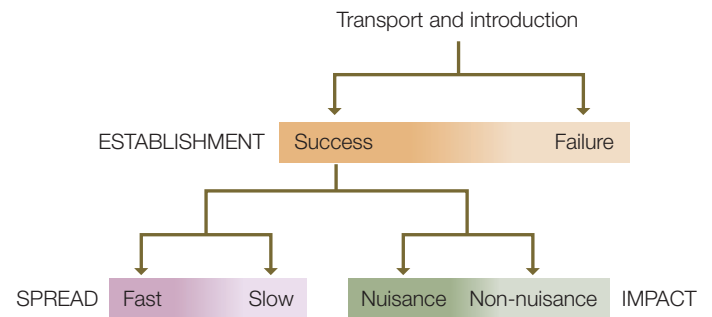 Transport and introduction
ESTABLISHMENT Success Failure
SPREAD Fast Slow Nuisance Non-nuisance IMPACT